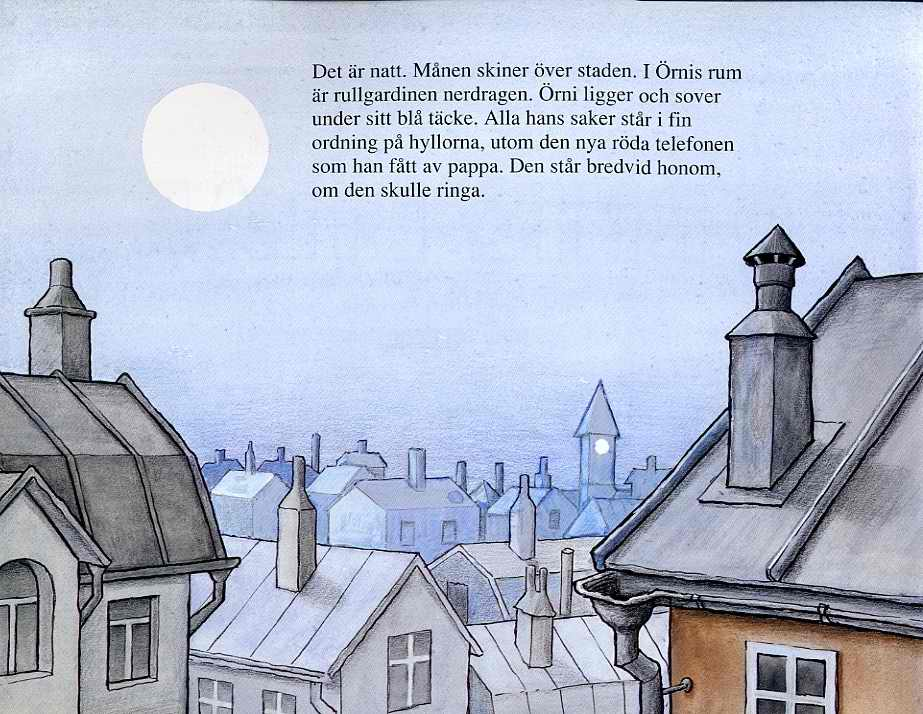 Det är natt. Månen skiner över staden. I Örnis rum
är rullgardinen nerdragen. Örni ligger och sover
under sitt blå täcke. Alla hans saker står i fin
ordning på hyllorna, utom den nya röda telefonen
som han fått av pappa. Den står bredvid honom,
om den skulle ringa.